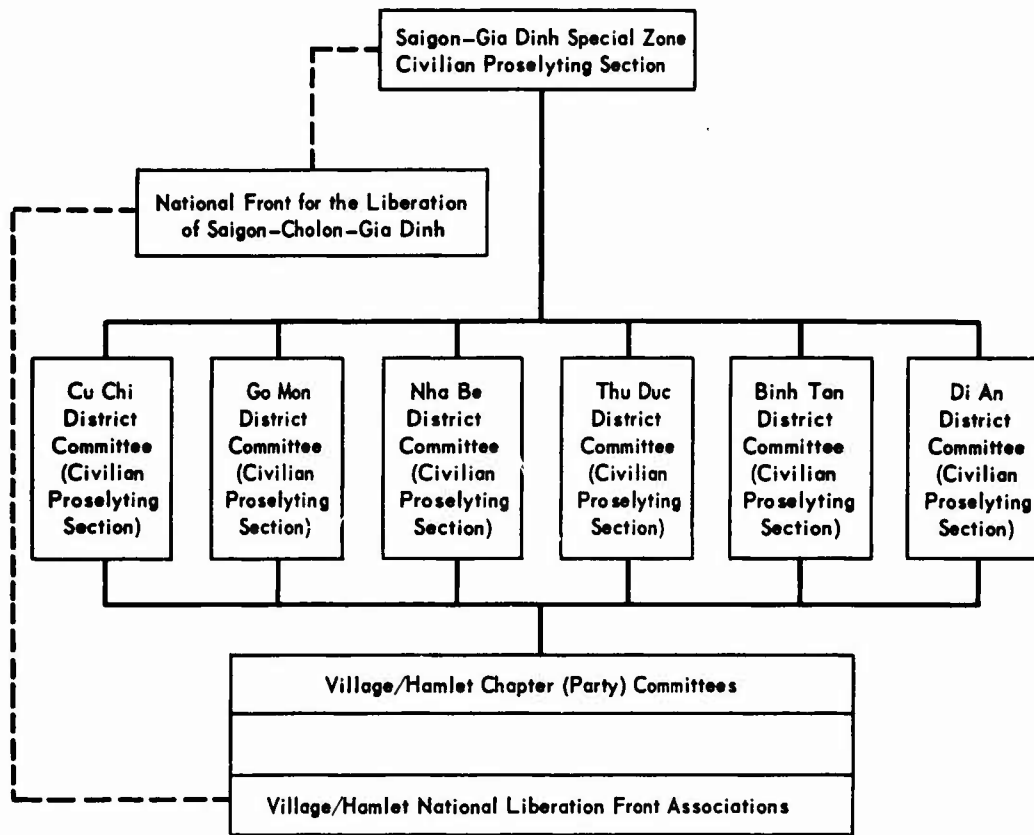 Saigon–Gia Dinh Special Zone
Civilian Proselyting Section
National Front for the Liberation
of Saigon–Cholon–Gia Dinh
Cu Chi
District
Committee
(Civilian
Proselyting
Section)
Go Mon
District
Committee
(Civilian
Proselyting
Section)
Nha Be
District
Committee
(Civilian
Proselyting
Section)
Thu Duc
District
Committee
(Civilian
Proselyting
Section)
Binh Tan
District
Committee
(Civilian
Proselyting
Section)
Di An
District
Committee
(Civilian
Proselyting
Section)
Village/Hamlet Chapter (Party) Committees
Village/Hamlet National Liberation Front Associations